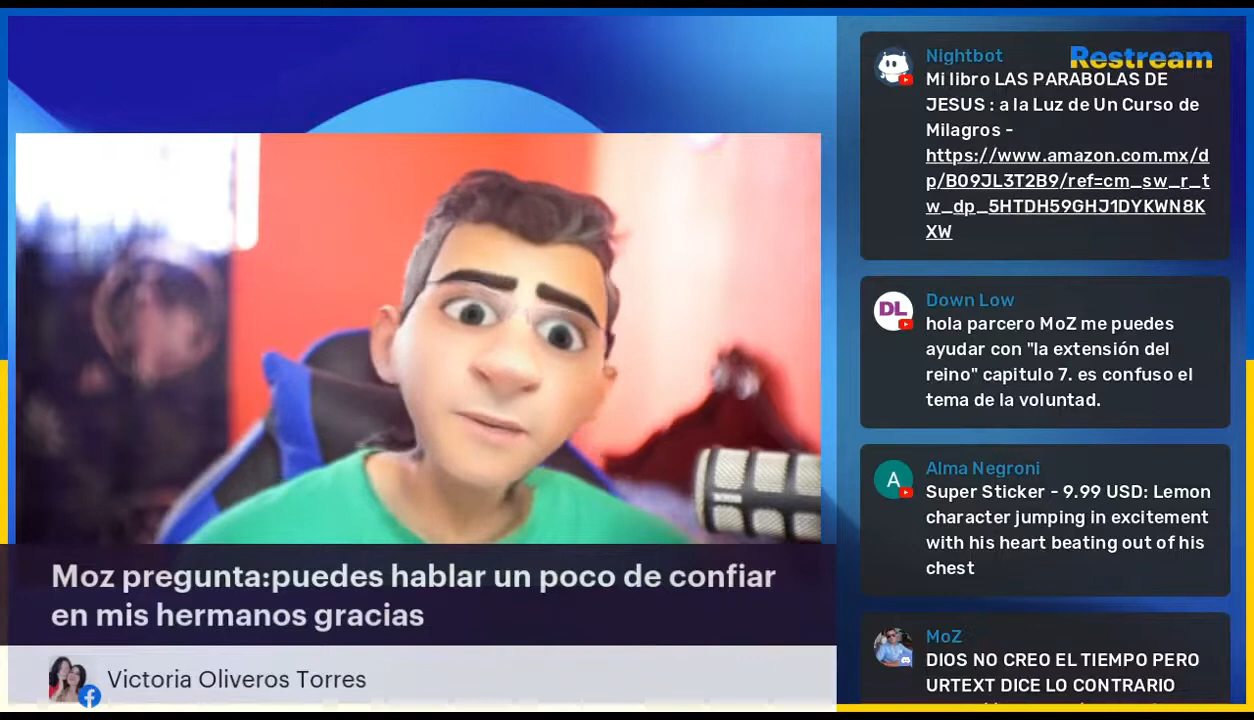 Moz pregunta:puedes hablar un poco de confiar
en mis hermanos gracias
Victoria Oliveros Torres
Restream
Nightbot
Mi libro LAS PARABOLAS DE
JESUS : a la Luz de Un Curso de
Milagros -
https://www.amazon.com.mx/d
p/B09JL3T2B9/ref=cm_sw_r_t
w_dp_5HTDH59GHJ1DYKWN8K
XW
DL
Down Low
hola parcero MoZ me puedes
ayudar con "la extensión del
reino" capitulo 7. es confuso el
tema de la voluntad.
A
Alma Negroni
Super Sticker - 9.99 USD: Lemon
character jumping in excitement
with his heart beating out of his
chest
MoZ
DIOS NO CREO EL TIEMPO PERO
URTEXT DICE LO CONTRARIO